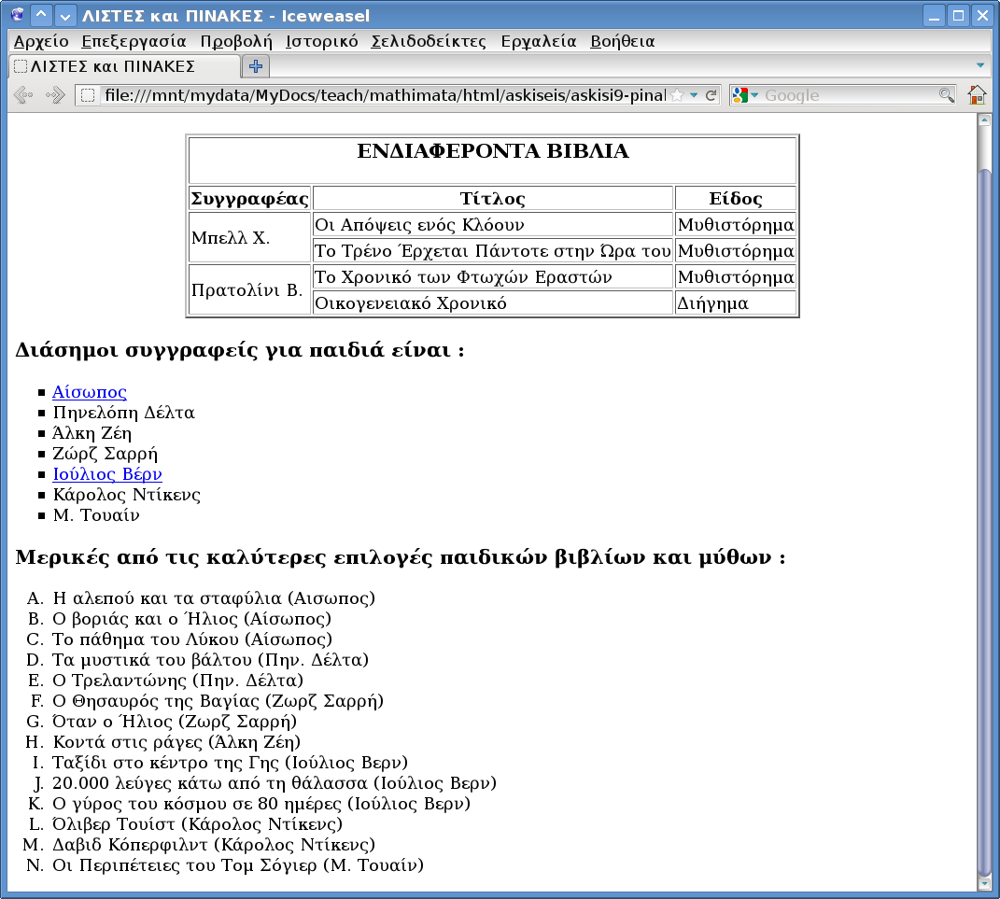 ΛΙΣΤΕΣ και ΠΙΝΑΚΕΣ - Iceweasel
Αρχείο Επεξεργασία Προβολή Ιστορικό Σελιδοδείκτες Εργαλεία Βοήθεια
ΛΙΣΤΕΣ και ΠΙΝΑΚΕΣ
file:///mnt/mydata/MyDocs/teach/mathimata/html/askiseis/askisi9-pinal Google
ΕΝΔΙΑΦΕΡΟΝΤΑ ΒΙΒΛΙΑ
Συγγραφέας Τίτλος Είδος
Μπελλ Χ. Οι Απόψεις ενός Κλόουν Μυθιστόρημα
Το Τρένο Έρχεται Πάντοτε στην Ώρα του Μυθιστόρημα
Πρατολίνι Β. Το Χρονικό των Φτωχών Εραστών Μυθιστόρημα
Οικογενειακό Χρονικό Διήγημα
Διάσημοι συγγραφείς για παιδιά είναι :
Αίσωπος
Πηνελόπη Δέλτα
Άλκη Ζέη
Ζώρζ Σαρρή
Ιούλιος Βέρν
Κάρολος Ντίκενς
Μ. Τουαίν
Μερικές από τις καλύτερες επιλογές παιδικών βιβλίων και μύθων :
A. Η αλεπού και τα σταφύλια (Αισωπος)
B. Ο βοριάς και ο Ήλιος (Αίσωπος)
C. Το πάθημα του Λύκου (Αίσωπος)
D. Τα μυστικά του βάλτου (Πην. Δέλτα)
E. Ο Τρελαντώνης (Πην. Δέλτα)
F. Ο Θησαυρός της Βαγίας (Ζωρζ Σαρρή)
G. Όταν ο Ήλιος (Ζωρζ Σαρρή)
H. Κοντά στις ράγες (Άλκη Ζέη)
I. Ταξίδι στο κέντρο της Γης (Ιούλιος Βερν)
J. 20.000 λεύγες κάτω από τη θάλασσα (Ιούλιος Βερν)
K. Ο γύρος του κόσμου σε 80 ημέρες (Ιούλιος Βερν)
L. Όλιβερ Τουίστ (Κάρολος Ντίκενς)
M. Δαβιδ Κόπερφιλντ (Κάρολος Ντίκενς)
N. Οι Περιπέτειες του Τομ Σόγιερ (Μ. Τουαίν)